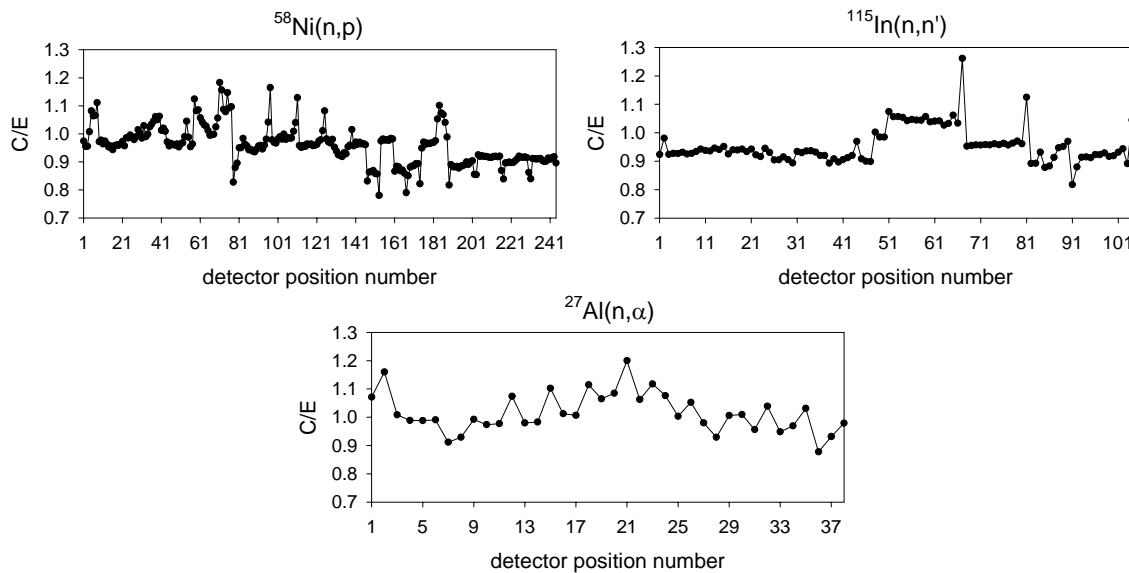 ⁵⁸Ni(n,p)
C/E
1.3
1.2
1.1
1.0
0.9
0.8
0.7
1 21 41 61 81 101 121 141 161 181 201 221 241
detector position number
¹¹⁵In(n,n')
C/E
1.3
1.2
1.1
1.0
0.9
0.8
0.7
1 11 21 31 41 51 61 71 81 91 101
detector position number
²⁷Al(n,α)
C/E
1.3
1.2
1.1
1.0
0.9
0.8
0.7
1 5 9 13 17 21 25 29 33 37
detector position number